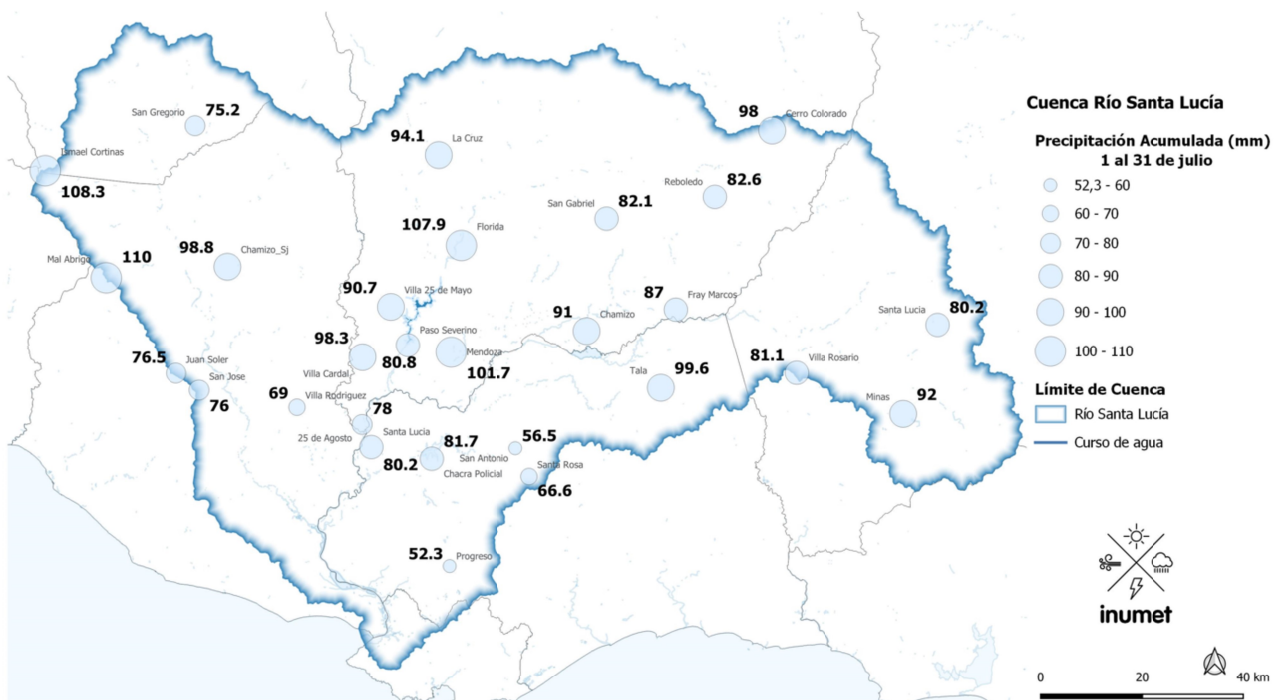 San Gregorio
75.2
Ismael Cortinas
108.3
94.1
La Cruz
98
Cerro Colorado
Reboledo
82.6
San Gabriel
82.1
107.9
Florida
98.8
Chamizo_Sj
Mal Abrigo
110
90.7
Villa 25 de Mayo
87
Fray Marcos
91
Chamizo
Santa Lucia
80.2
Paso Severino
80.8
98.3
Villa Cardal
Mendoza
101.7
76.5
Juan Soler
San Jose
76
81.1
Villa Rosario
Tala
99.6
Minas
92
69
Villa Rodriguez
78
25 de Agosto
Santa Lucia
80.2
81.7
Chacra Policial
56.5
San Antonio
Santa Rosa
66.6
52.3
Progreso
Cuenca Río Santa Lucía
Precipitación Acumulada (mm)
1 al 31 de julio
52,3 - 60
60 - 70
70 - 80
80 - 90
90 - 100
100 - 110
Límite de Cuenca
Río Santa Lucía
Curso de agua
inumet
0 20 40 km